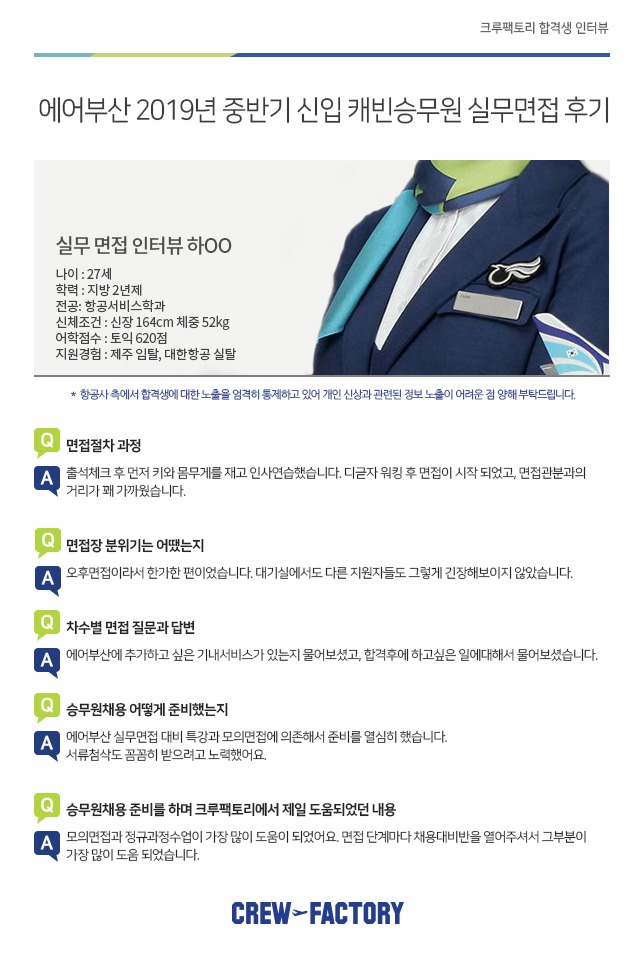 크루팩토리 합격생 인터뷰
에어부산 2019년 중반기 신입 캐빈승무원 실무면접 후기
실무 면접 인터뷰 하OO
나이 : 27세
학력 : 지방 2년제
전공: 항공서비스학과
신체조건 : 신장 164cm 체중 52kg
어학점수 : 토익 620점
지원경험 : 제주 임탈, 대한항공 실탈
* 항공사 측에서 합격생에 대한 노출을 엄격히 통제하고 있어 개인 신상과 관련된 정보 노출이 어려운 점 양해 부탁드립니다.
Q 면접절차 과정
A 출석체크 후 먼저 키와 몸무게를 재고 인사연습했습니다. 디귿자 워킹 후 면접이 시작 되었고, 면접관분과의
거리가 꽤 가까웠습니다.
Q 면접장 분위기는 어땠는지
A 오후면접이라서 한가한 편이었습니다. 대기실에서도 다른 지원자들도 그렇게 긴장해보이지 않았습니다.
Q 차수별 면접 질문과 답변
A 에어부산에 추가하고 싶은 기내서비스가 있는지 물어보셨고, 합격후에 하고싶은 일에대해서 물어보셨습니다.
Q 승무원채용 어떻게 준비했는지
A 에어부산 실무면접 대비 특강과 모의면접에 의존해서 준비를 열심히 했습니다.
서류첨삭도 꼼꼼히 받으려고 노력했어요.
Q 승무원채용 준비를 하며 크루팩토리에서 제일 도움되었던 내용
A 모의면접과 정규과정수업이 가장 많이 도움이 되었어요. 면접 단계마다 채용대비반을 열어주셔서 그부분이
가장 많이 도움 되었습니다.
CREW FACTORY